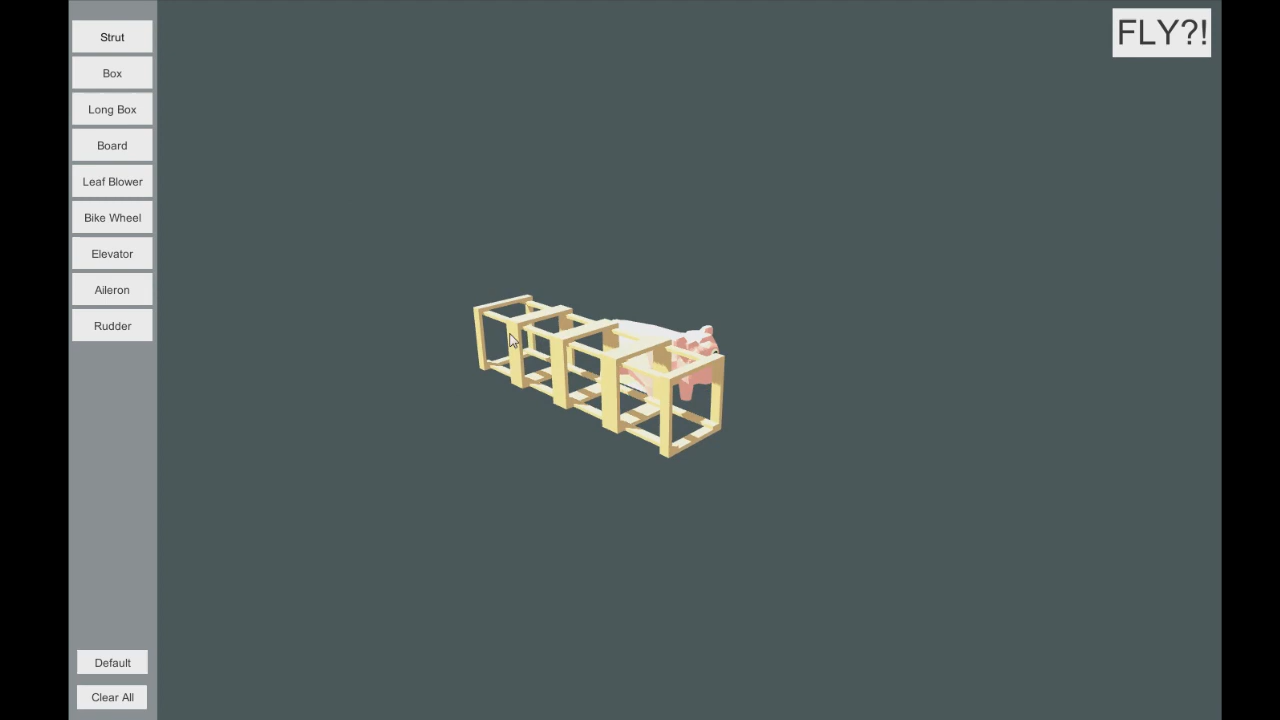 Strut
Box
Long Box
Board
Leaf Blower
Bike Wheel
Elevator
Aileron
Rudder
Default
Clear All
FLY?!